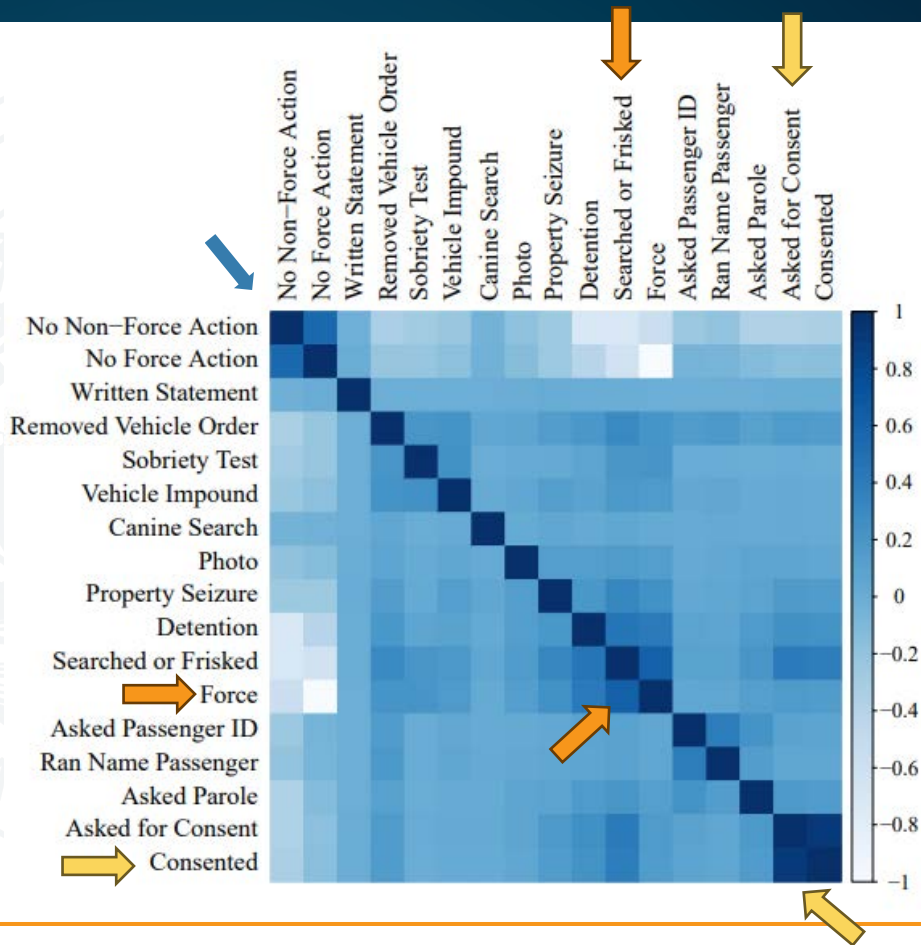 No Non−Force Action
No Force Action
Written Statement
Removed Vehicle Order
Sobriety Test
Vehicle Impound
Canine Search
Photo
Property Seizure
Detention
Searched or Frisked
Force
Asked Passenger ID
Ran Name Passenger
Asked Parole
Asked for Consent
Consented
No Non−Force Action
No Force Action
Written Statement
Removed Vehicle Order
Sobriety Test
Vehicle Impound
Canine Search
Photo
Property Seizure
Detention
Searched or Frisked
Force
Asked Passenger ID
Ran Name Passenger
Asked Parole
Asked for Consent
Consented
1
0.8
0.6
0.4
0.2
0
−0.2
−0.4
−0.6
−0.8
−1